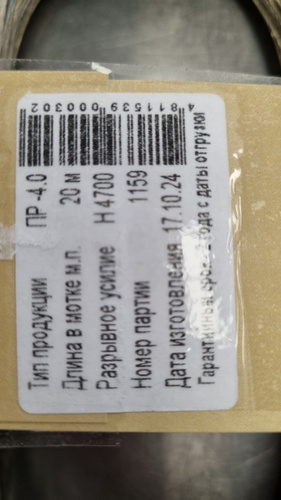 Тип продукции ПР -4.0
Длина в мотке м.п. 20 м
Разрывное усилие Н 4700
Номер партии 1159
Дата изготовления 17.10.24
Гарантийный срок 2 года с даты отгрузки
4 811539 000302